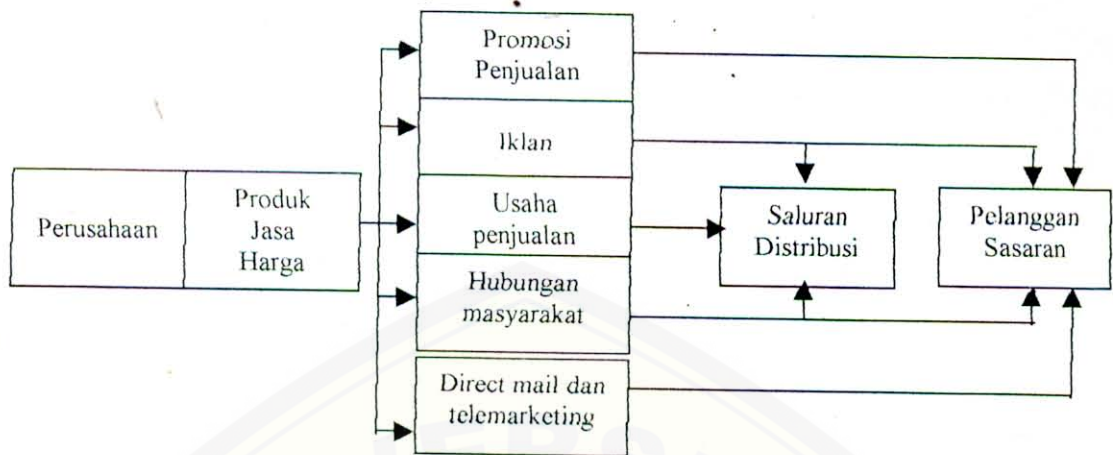 Promosi
Penjualan
Iklan
Perusahaan
Produk
Jasa
Harga
Usaha
penjualan
Saluran
Distribusi
Pelanggan
Sasaran
Hubungan
masyarakat
Direct mail dan
telemarketing